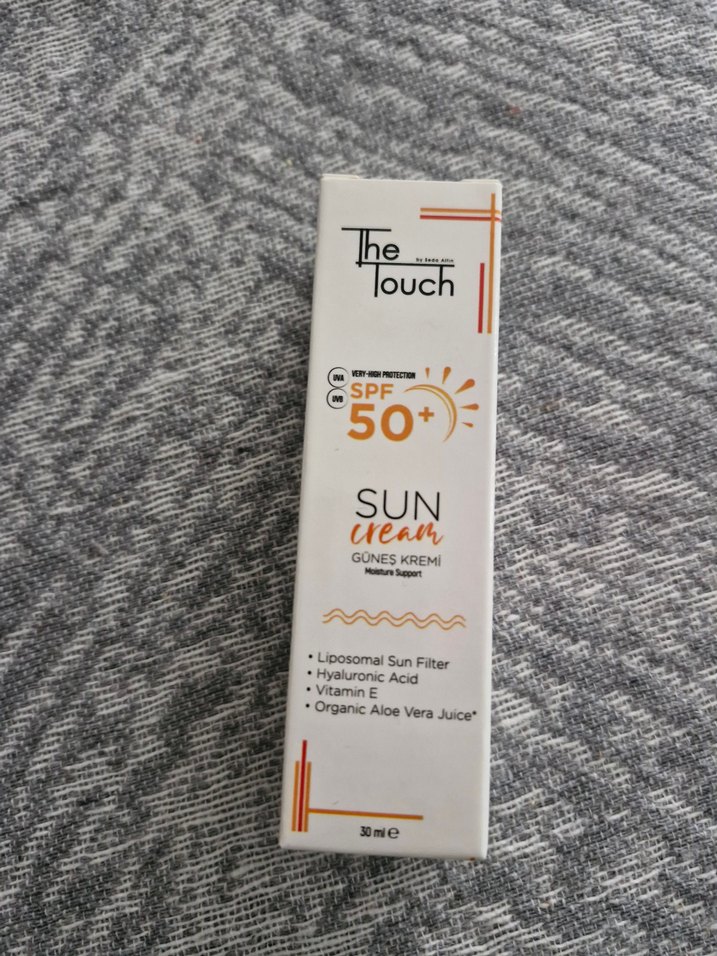 The
by Seda Altin
Touch
UVA
VERY-HIGH PROTECTION
UVB
SPF
50+
SUN
cream
GÜNEŞ KREMİ
Moisture Support
• Liposomal Sun Filter
• Hyaluronic Acid
• Vitamin E
• Organic Aloe Vera Juice*
30 ml ℮